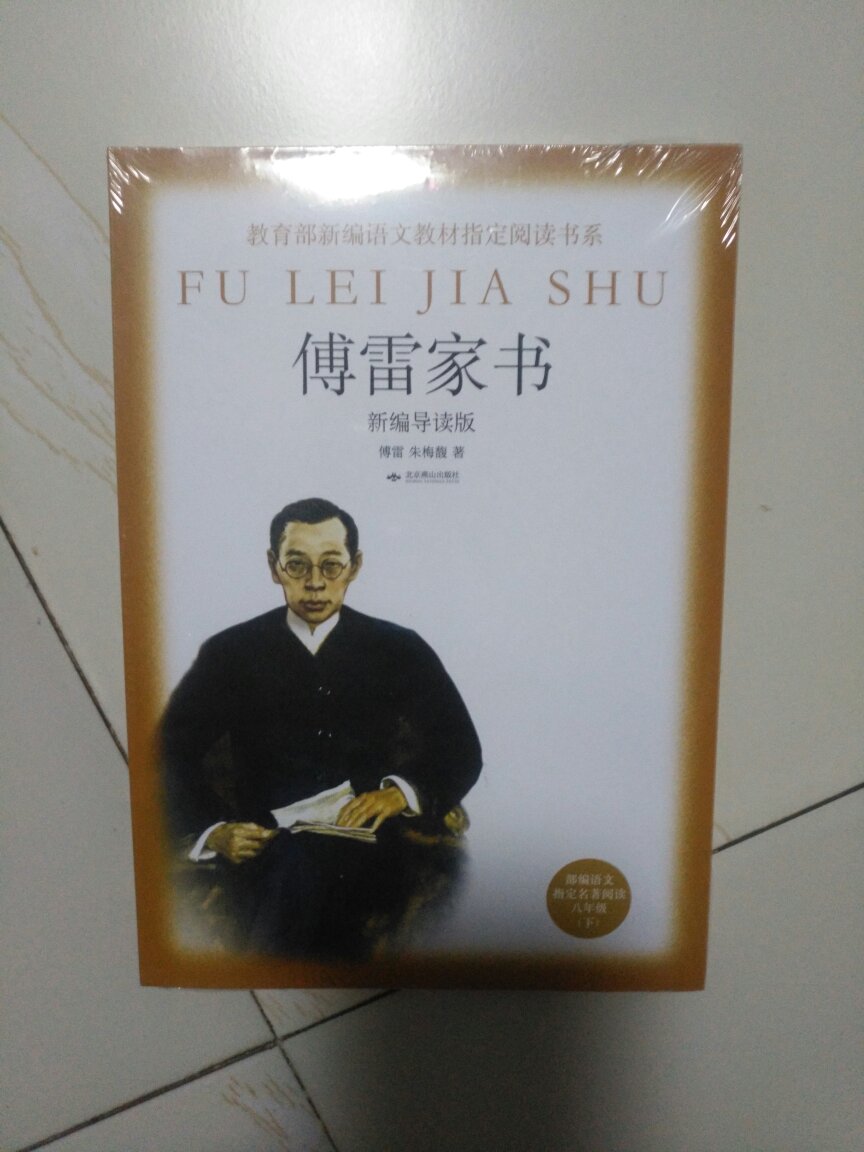 教育部新编语文教材指定阅读书系
FU LEI JIA SHU
傅雷家书
新编导读版
傅雷 朱梅馥 著
北京燕山出版社
部编语文
指定名著阅读
八年级
（下）